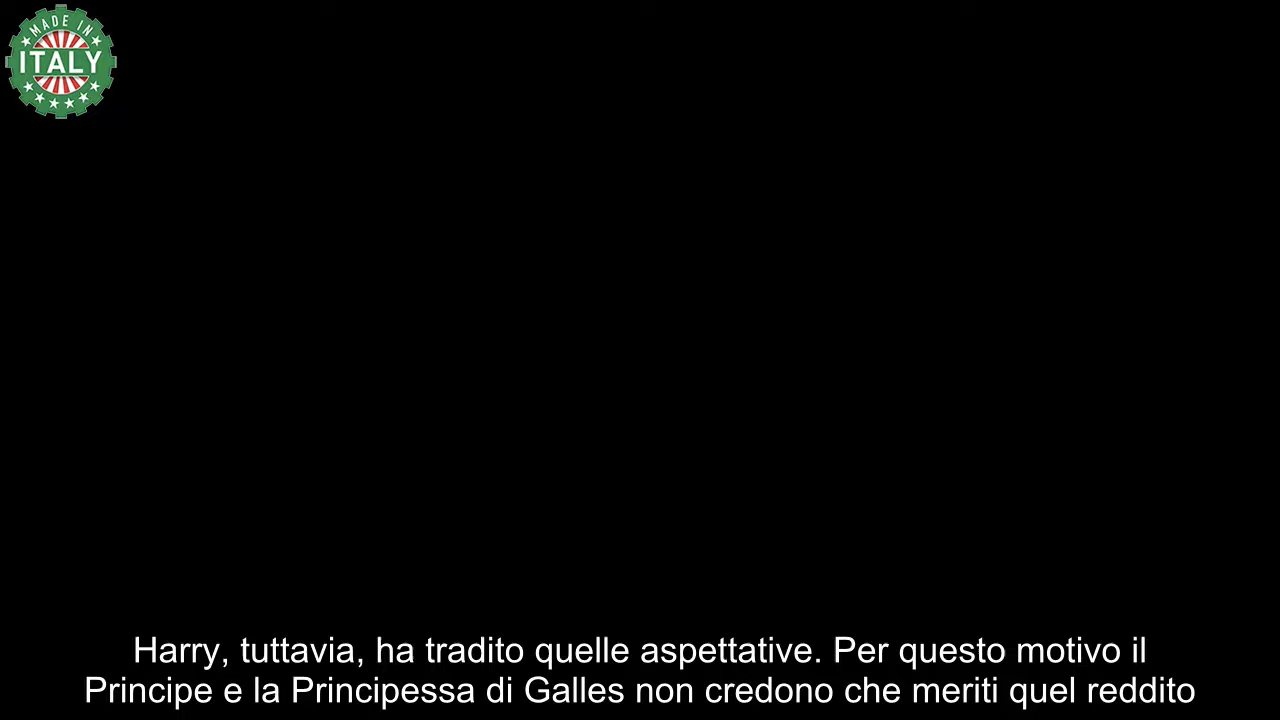 MADE IN
ITALY
Harry, tuttavia, ha tradito quelle aspettative. Per questo motivo il
Principe e la Principessa di Galles non credono che meriti quel reddito